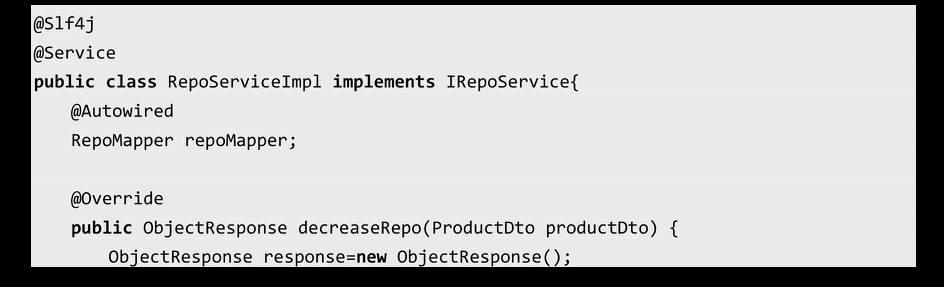 @Slf4j
@Service
public class RepoServiceImpl implements IRepoService{
@Autowired
RepoMapper repoMapper;
@Override
public ObjectResponse decreaseRepo(ProductDto productDto) {
ObjectResponse response=new ObjectResponse();